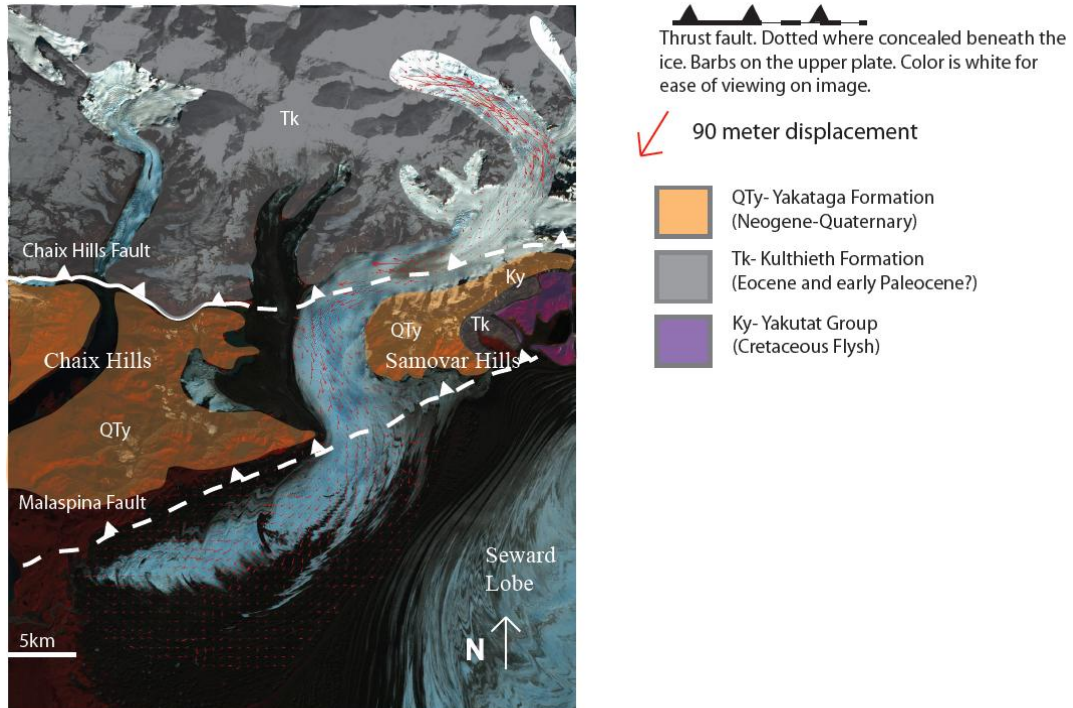 Tk
Chaix Hills Fault
Ky
QTy
Tk
Chaix Hills
Samovar Hills
QTy
Malaspina Fault
Seward
Lobe
5km
N
Thrust fault. Dotted where concealed beneath the
ice. Barbs on the upper plate. Color is white for
ease of viewing on image.
90 meter displacement
QTy- Yakataga Formation
(Neogene-Quaternary)
Tk- Kulthieth Formation
(Eocene and early Paleocene?)
Ky- Yakutat Group
(Cretaceous Flysh)